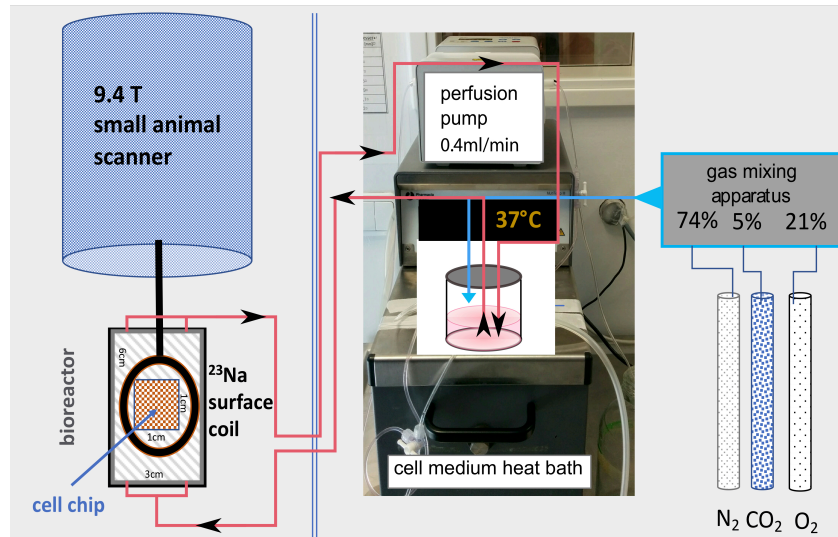 9.4 T
small animal
scanner
bioreactor
6cm
1cm
1cm
3cm
cell chip
²³Na
surface
coil
perfusion
pump
0.4ml/min
37°C
cell medium heat bath
gas mixing
apparatus
74% 5% 21%
N₂ CO₂ O₂